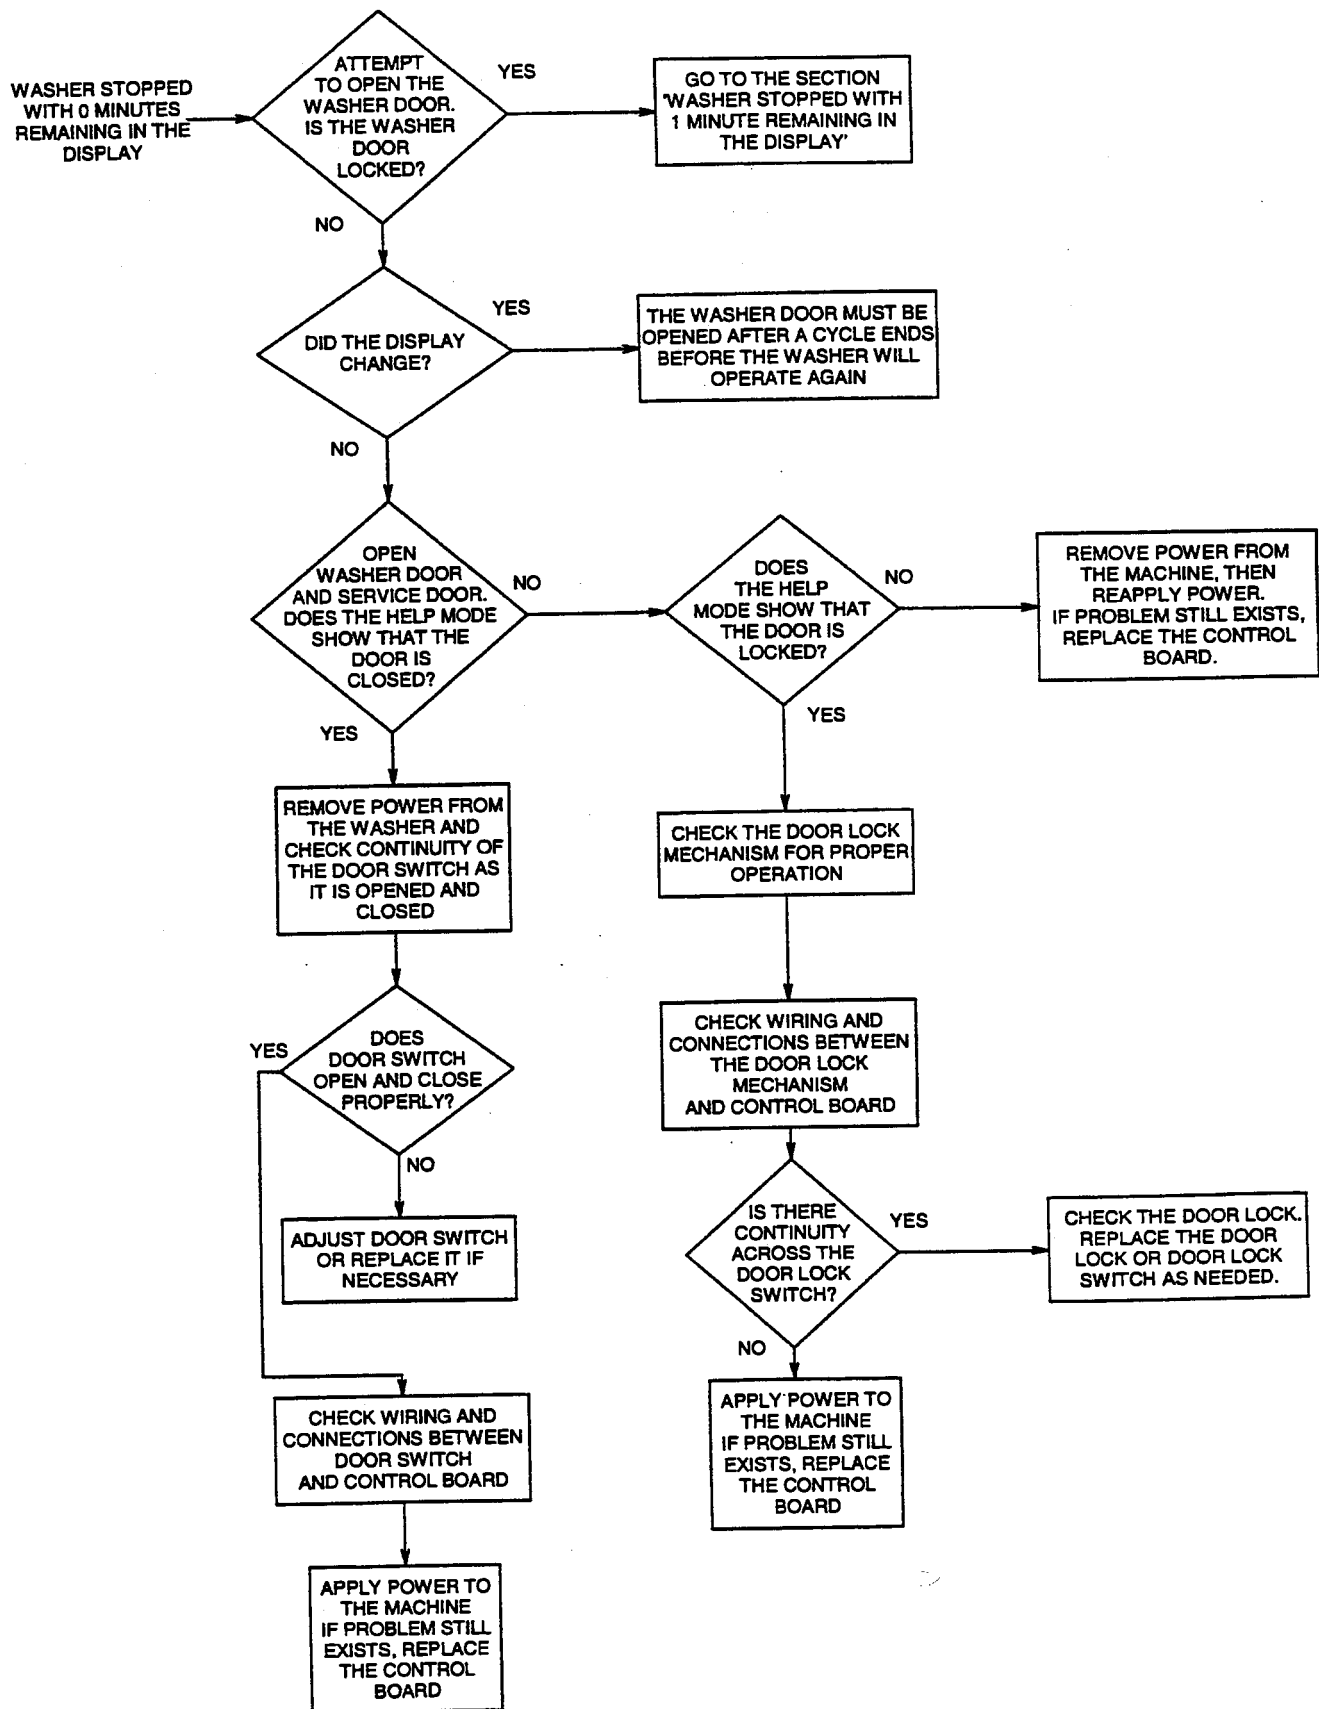 WASHER STOPPED
WITH 0 MINUTES
REMAINING IN THE
DISPLAY
ATTEMPT
TO OPEN THE
WASHER DOOR.
IS THE WASHER
DOOR
LOCKED?
YES
GO TO THE SECTION
'WASHER STOPPED WITH
1 MINUTE REMAINING IN
THE DISPLAY'
NO
DID THE DISPLAY
CHANGE?
YES
THE WASHER DOOR MUST BE
OPENED AFTER A CYCLE ENDS
BEFORE THE WASHER WILL
OPERATE AGAIN
NO
OPEN
WASHER DOOR
AND SERVICE DOOR.
DOES THE HELP MODE
SHOW THAT THE
DOOR IS
CLOSED?
NO
DOES
THE HELP
MODE SHOW THAT
THE DOOR IS
LOCKED?
NO
REMOVE POWER FROM
THE MACHINE, THEN
REAPPLY POWER.
IF PROBLEM STILL EXISTS,
REPLACE THE CONTROL
BOARD.
YES
YES
REMOVE POWER FROM
THE WASHER AND
CHECK CONTINUITY OF
THE DOOR SWITCH AS
IT IS OPENED AND
CLOSED
CHECK THE DOOR LOCK
MECHANISM FOR PROPER
OPERATION
DOES
DOOR SWITCH
OPEN AND CLOSE
PROPERLY?
YES
NO
CHECK WIRING AND
CONNECTIONS BETWEEN
THE DOOR LOCK
MECHANISM
AND CONTROL BOARD
ADJUST DOOR SWITCH
OR REPLACE IT IF
NECESSARY
IS THERE
CONTINUITY
ACROSS THE
DOOR LOCK
SWITCH?
YES
CHECK THE DOOR LOCK.
REPLACE THE DOOR
LOCK OR DOOR LOCK
SWITCH AS NEEDED.
NO
CHECK WIRING AND
CONNECTIONS BETWEEN
DOOR SWITCH
AND CONTROL BOARD
APPLY POWER TO
THE MACHINE
IF PROBLEM STILL
EXISTS, REPLACE
THE CONTROL
BOARD
APPLY POWER TO
THE MACHINE
IF PROBLEM STILL
EXISTS, REPLACE
THE CONTROL
BOARD